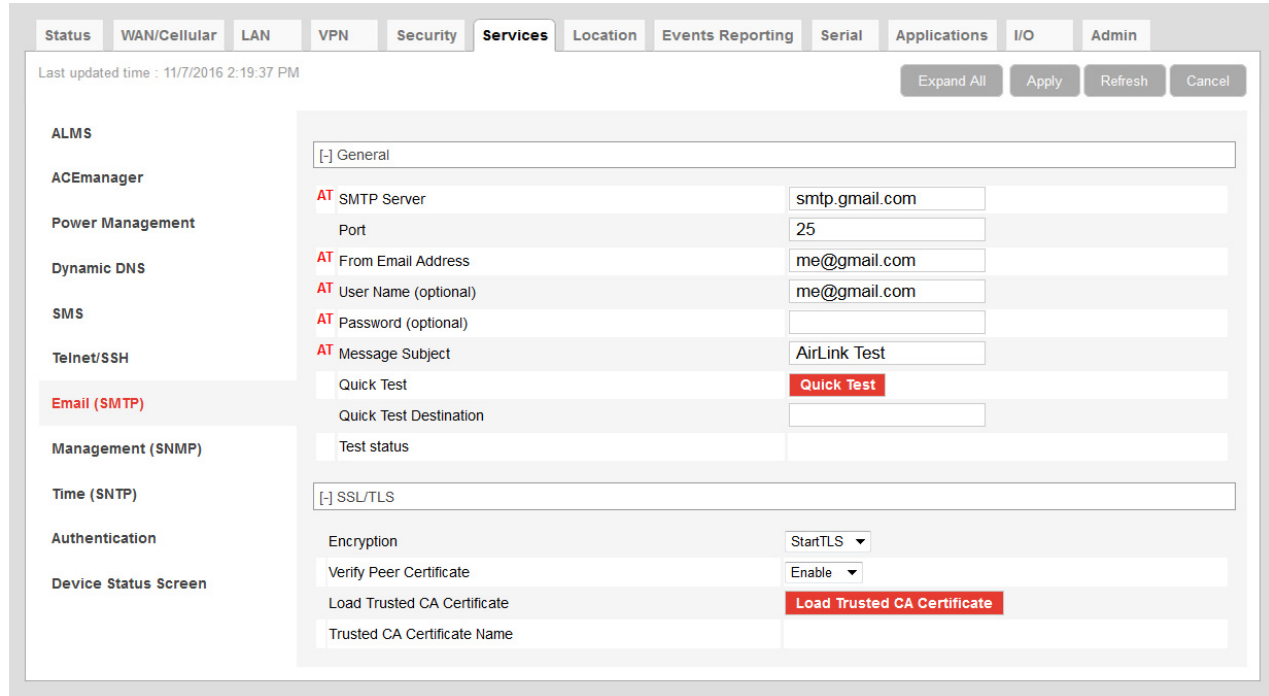 Status WAN/Cellular LAN VPN Security Services Location Events Reporting Serial Applications I/O Admin
Last updated time : 11/7/2016 2:19:37 PM
Expand All Apply Refresh Cancel
ALMS
ACEmanager
Power Management
Dynamic DNS
SMS
Telnet/SSH
Email (SMTP)
Management (SNMP)
Time (SNTP)
Authentication
Device Status Screen
[-] General
AT SMTP Server smtp.gmail.com
Port 25
AT From Email Address me@gmail.com
AT User Name (optional) me@gmail.com
AT Password (optional)
AT Message Subject AirLink Test
Quick Test Quick Test
Quick Test Destination
Test status
[-] SSL/TLS
Encryption StartTLS
Verify Peer Certificate Enable
Load Trusted CA Certificate Load Trusted CA Certificate
Trusted CA Certificate Name